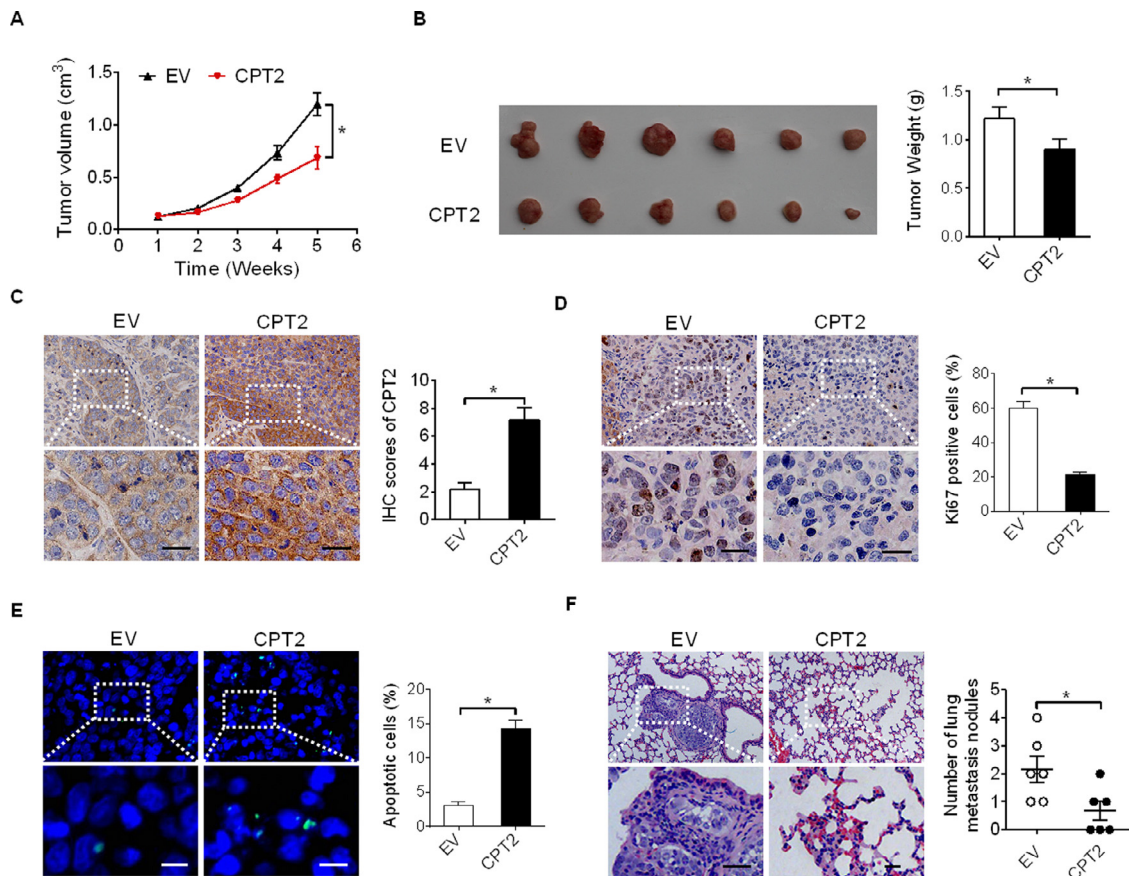 A
Tumor volume (cm³)
EV
CPT2
1.5
1.0
0.5
0.0
*
0 1 2 3 4 5 6
Time (Weeks)
B
EV
CPT2
Tumor Weight (g)
1.5
1.0
0.5
0.0
*
EV
CPT2
C
EV
CPT2
IHC scores of CPT2
10
8
6
4
2
0
*
EV
CPT2
D
EV
CPT2
Ki67 positive cells (%)
80
60
40
20
0
*
EV
CPT2
E
EV
CPT2
Apoptotic cells (%)
20
15
10
5
0
*
EV
CPT2
F
EV
CPT2
Number of lung
metastasis nodules
5
4
3
2
1
0
*
EV
CPT2